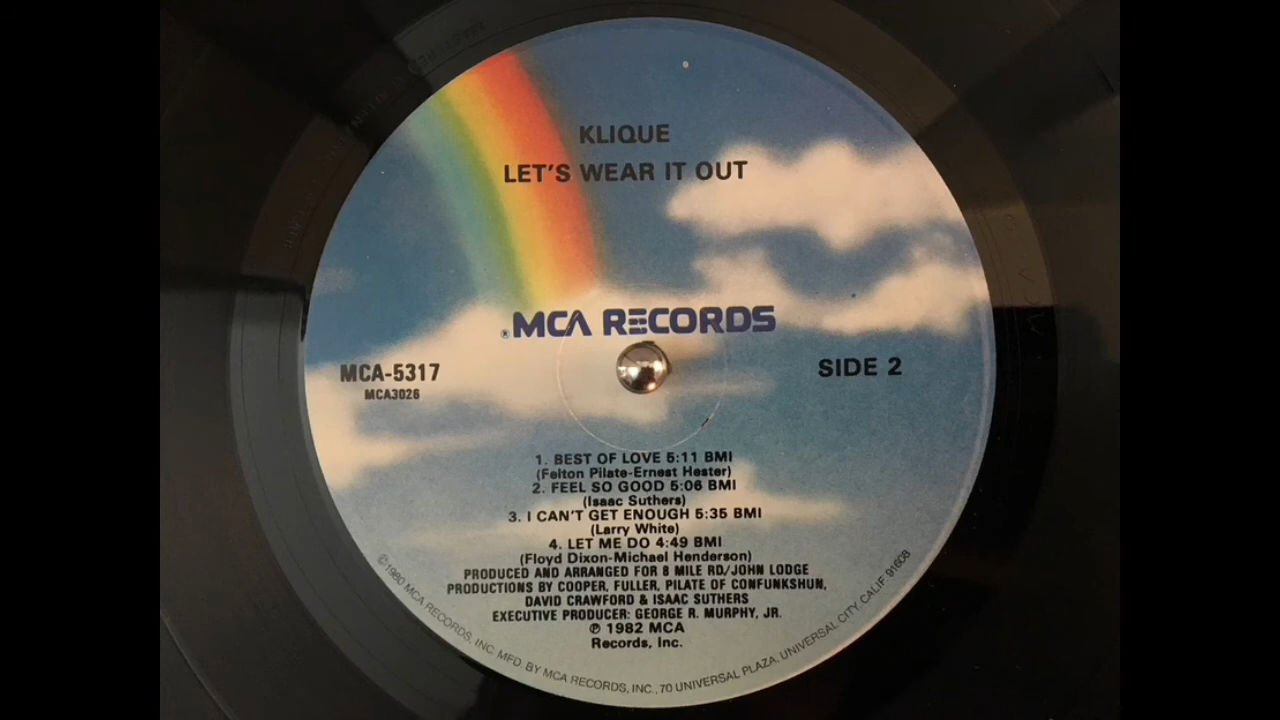 KLIQUE
LET'S WEAR IT OUT
® MCA RECORDS
MCA-5317
MCA3026
SIDE 2
1. BEST OF LOVE 5:11 BMI
(Felton Pilate-Ernest Hester)
2. FEEL SO GOOD 5:06 BMI
(Isaac Suthers)
3. I CAN'T GET ENOUGH 5:35 BMI
(Larry White)
4. LET ME DO 4:49 BMI
(Floyd Dixon-Michael Henderson)
PRODUCED AND ARRANGED FOR 8 MILE RD/JOHN LODGE
PRODUCTIONS BY COOPER, FULLER, PILATE OF CONFUNKSHUN,
DAVID CRAWFORD & ISAAC SUTHERS
EXECUTIVE PRODUCER: GEORGE R. MURPHY, JR.
℗ 1982 MCA
Records, Inc.
©1980 MCA RECORDS, INC. MFD. BY MCA RECORDS, INC., 70 UNIVERSAL PLAZA, UNIVERSAL CITY, CALIF. 91608